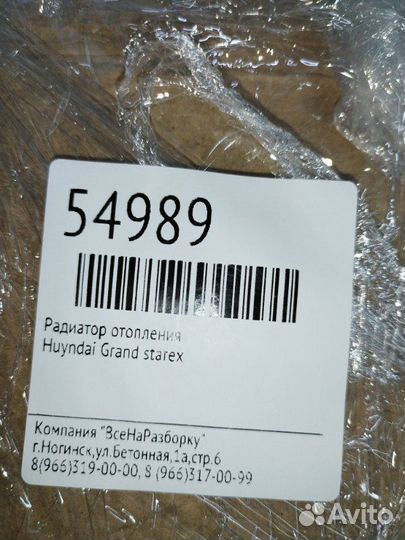 54989
Радиатор отопления
Huyndai Grand starex
Компания "ВсеНаРазборку"
г.Ногинск,ул.Бетонная,1а,стр.6
8(966)319-00-00, 8 (966)317-00-99
Avito